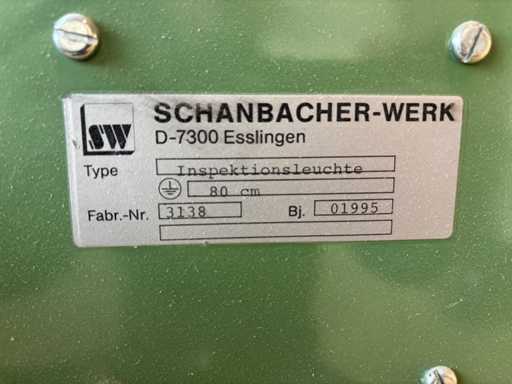 SW
SCHANBACHER-WERK
D-7300 Esslingen
Type Inspektionsleuchte
80 cm
Fabr.-Nr. 3138 Bj. 01995